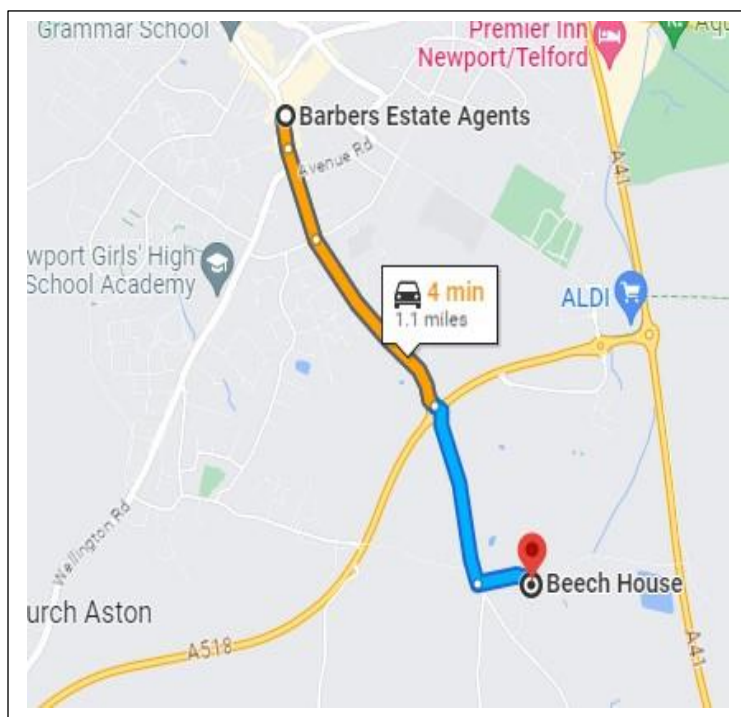 Grammar School
Premier Inn
Newport/Telford
Barbers Estate Agents
Avenue Rd
A41
wport Girls' High
School Academy
4 min
1.1 miles
ALDI
Wellington Rd
Beech House
urch Aston
A518
A41